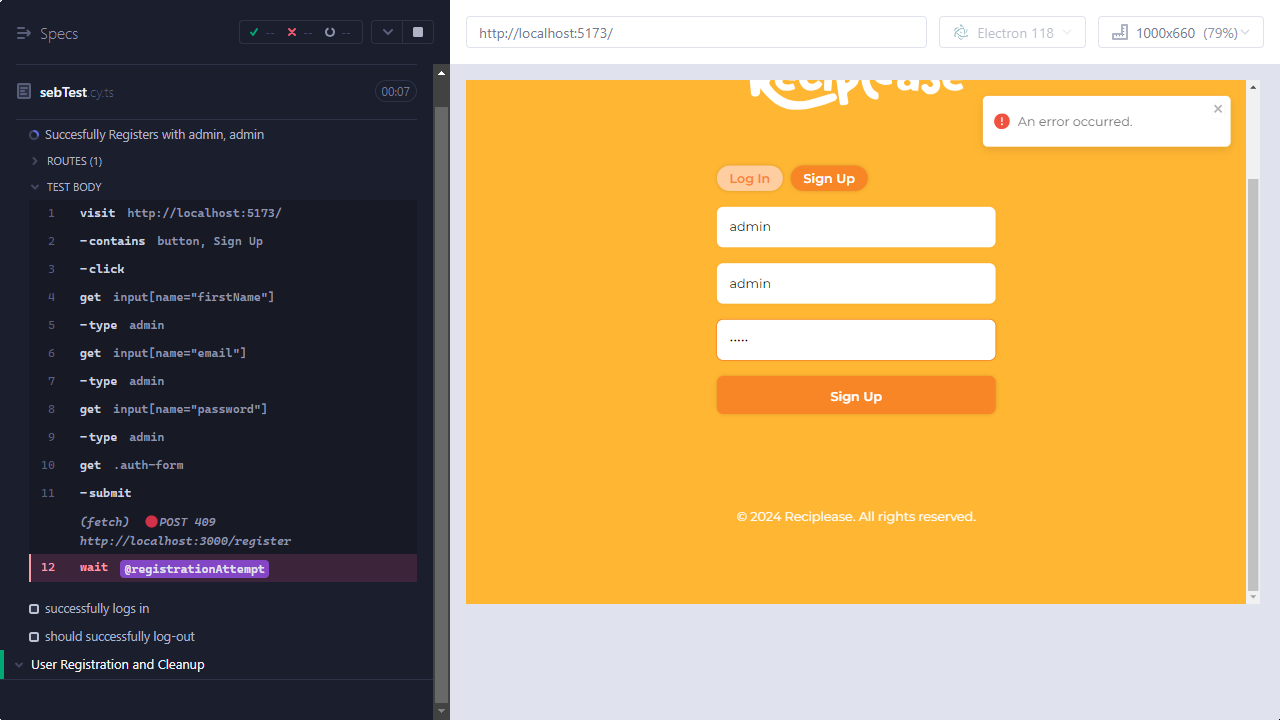 Specs
-- -- --
sebTest.cy.ts
00:07
Succesfully Registers with admin, admin
ROUTES (1)
TEST BODY
1 visit http://localhost:5173/
2 -contains button, Sign Up
3 -click
4 get input[name="firstName"]
5 -type admin
6 get input[name="email"]
7 -type admin
8 get input[name="password"]
9 -type admin
10 get .auth-form
11 -submit
(fetch) POST 409
http://localhost:3000/register
12 wait @registrationAttempt
successfully logs in
should successfully log-out
User Registration and Cleanup
http://localhost:5173/
Electron 118
1000x660 (79%)
Reciplease
An error occurred.
Log In
Sign Up
admin
admin
•••••
Sign Up
© 2024 Reciplease. All rights reserved.